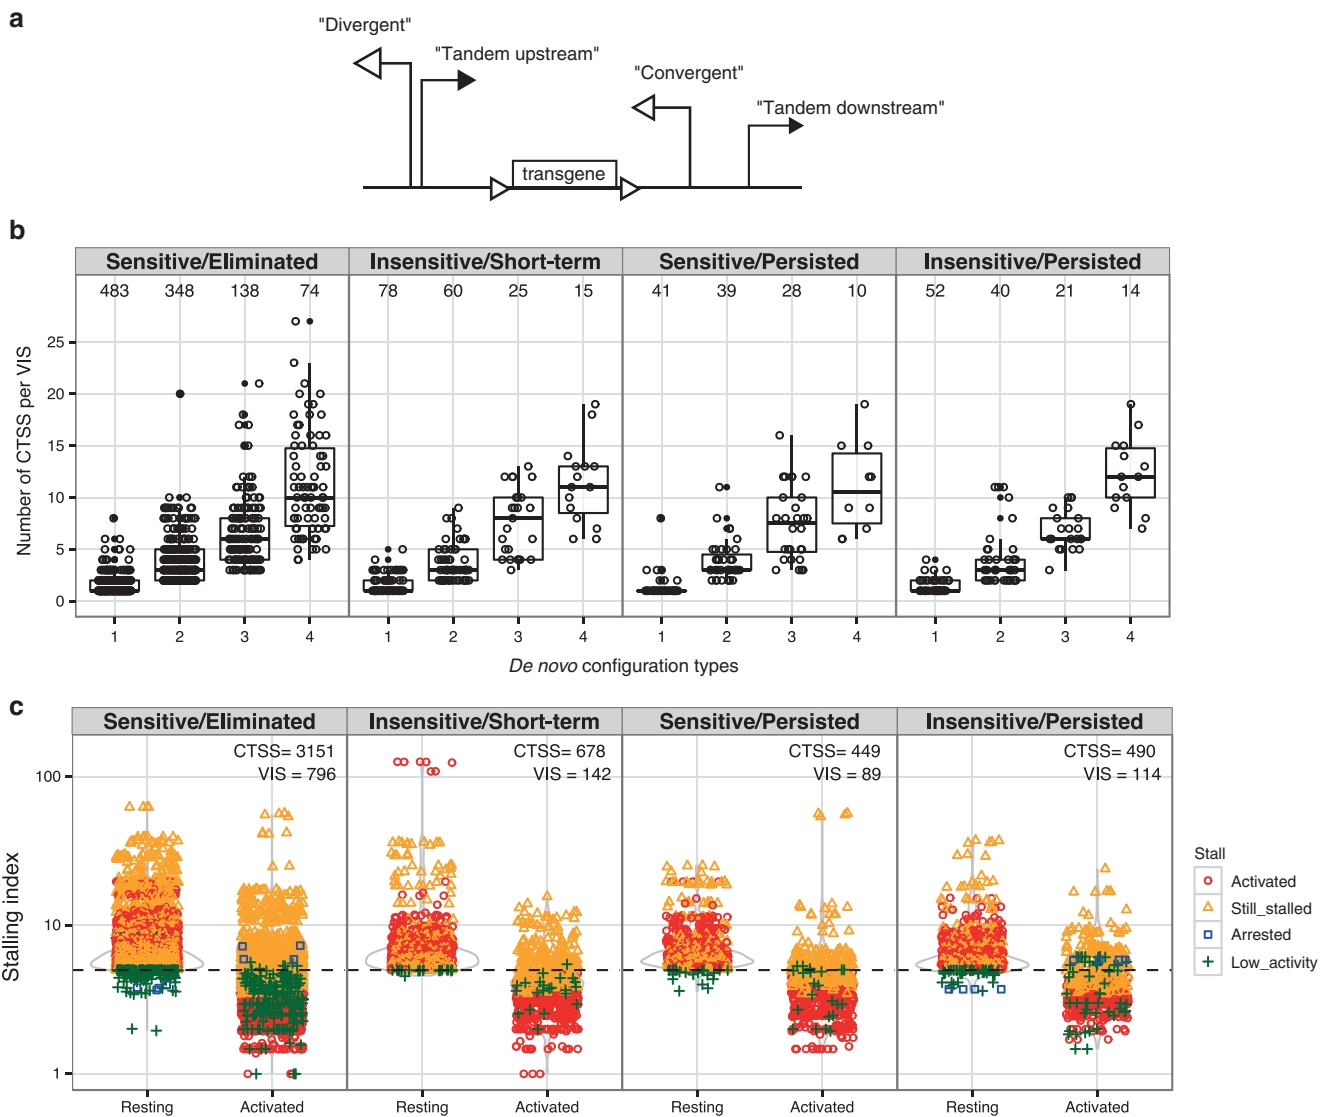 a
"Divergent"
"Tandem upstream"
"Convergent"
"Tandem downstream"
transgene
b
Sensitive/Eliminated Insensitive/Short-term Sensitive/Persisted Insensitive/Persisted
483 348 138 74 78 60 25 15 41 39 28 10 52 40 21 14
Number of CTSS per VIS
25
20
15
10
5
0
1 2 3 4 1 2 3 4 1 2 3 4 1 2 3 4
De novo configuration types
c
Sensitive/Eliminated Insensitive/Short-term Sensitive/Persisted Insensitive/Persisted
CTSS= 3151 CTSS= 678 CTSS= 449 CTSS= 490
VIS = 796 VIS = 142 VIS = 89 VIS = 114
Stalling index
100
10
1
Resting Activated Resting Activated Resting Activated Resting Activated
Stall
Activated
Still_stalled
Arrested
Low_activity